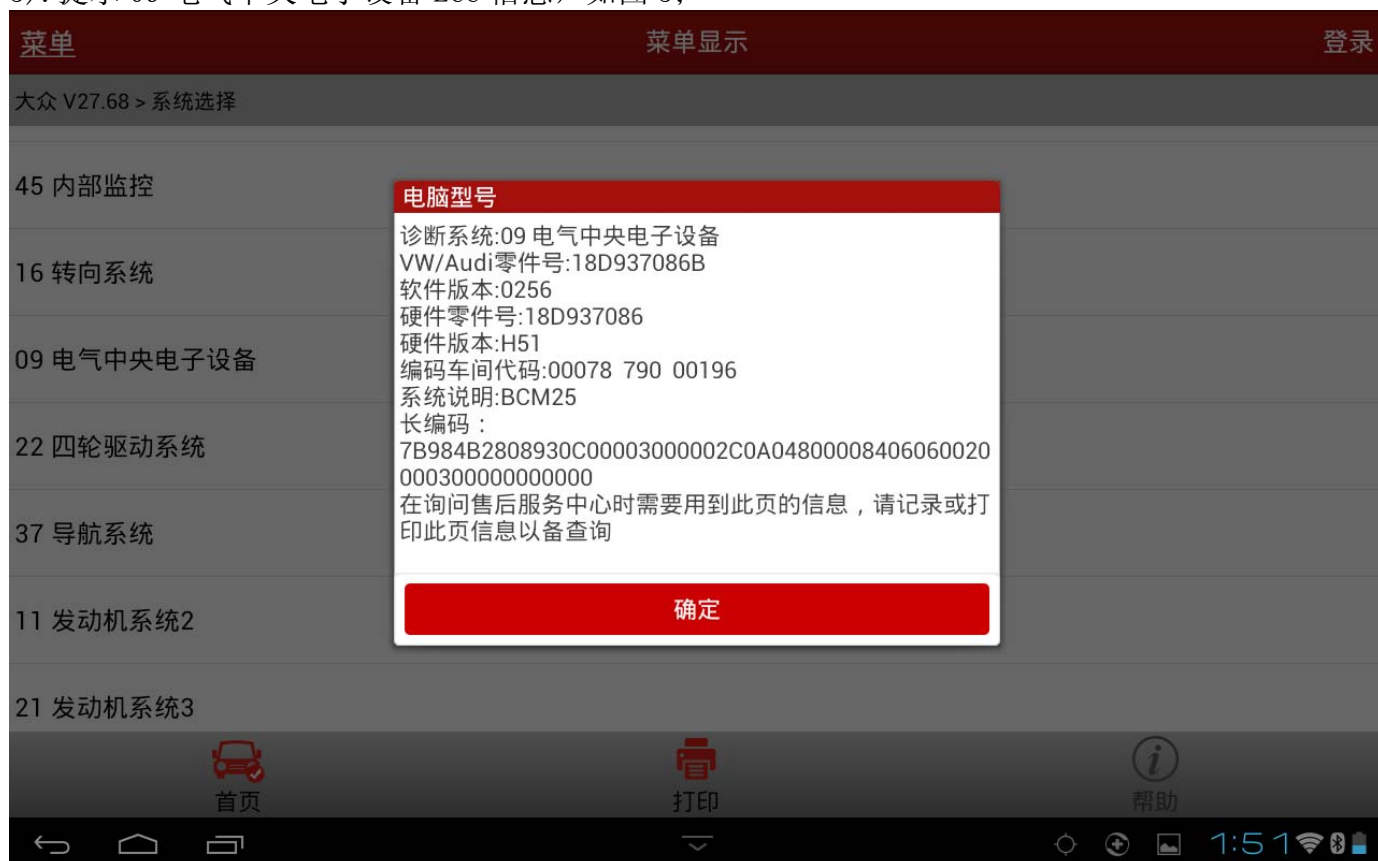 菜单
菜单显示
登录
大众 V27.68 > 系统选择
45 内部监控
16 转向系统
09 电气中央电子设备
22 四轮驱动系统
37 导航系统
11 发动机系统2
21 发动机系统3
电脑型号
诊断系统:09 电气中央电子设备
VW/Audi零件号:18D937086B
软件版本:0256
硬件零件号:18D937086
硬件版本:H51
编码车间代码:00078 790 00196
系统说明:BCM25
长编码：
7B984B2808930C00003000002C0A04800008406060020
000300000000000
在询问售后服务中心时需要用到此页的信息，请记录或打
印此页信息以备查询
确定
首页
打印
帮助
1:51